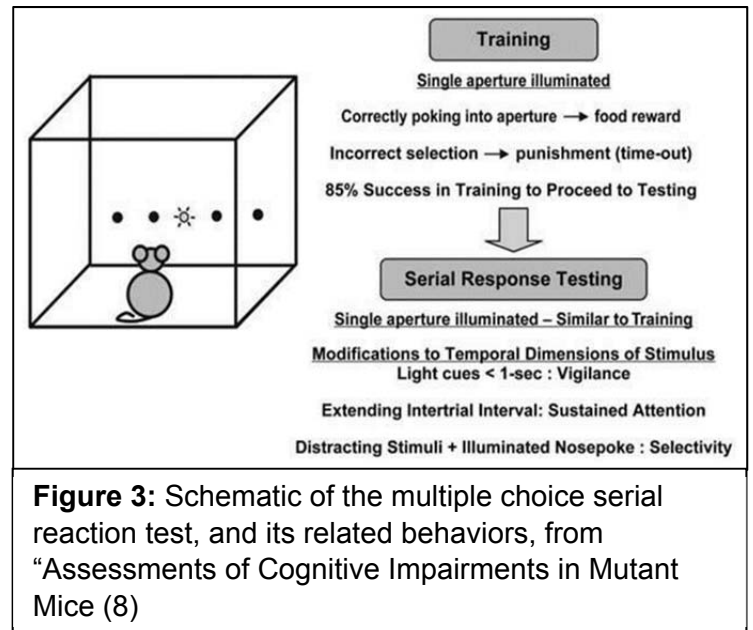 Training
Single aperture illuminated
Correctly poking into aperture → food reward
Incorrect selection → punishment (time-out)
85% Success in Training to Proceed to Testing
Serial Response Testing
Single aperture illuminated – Similar to Training
Modifications to Temporal Dimensions of Stimulus
Light cues < 1-sec : Vigilance
Extending Intertrial Interval: Sustained Attention
Distracting Stimuli + Illuminated Nosepoke : Selectivity
Figure 3: Schematic of the multiple choice serial
reaction test, and its related behaviors, from
“Assessments of Cognitive Impairments in Mutant
Mice (8)